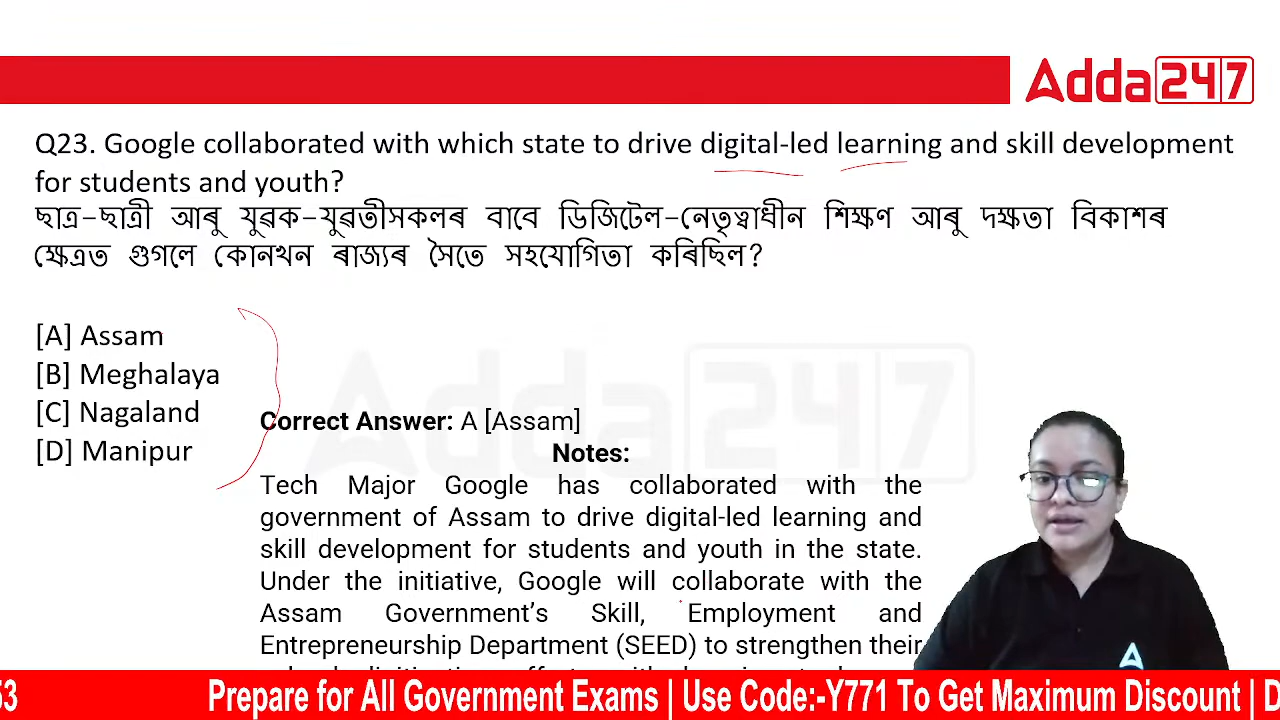 Adda247
Q23. Google collaborated with which state to drive digital-led learning and skill development
for students and youth?
ছাত্ৰ-ছাত্ৰী আৰু যুৱক-যুৱতীসকলৰ বাবে ডিজিটেল-নেতৃত্বাধীন শিক্ষণ আৰু দক্ষতা বিকাশৰ
ক্ষেত্ৰত গুগলে কোনখন ৰাজ্যৰ সৈতে সহযোগিতা কৰিছিল?
[A] Assam
[B] Meghalaya
[C] Nagaland
[D] Manipur
Adda247
Correct Answer: A [Assam]
Notes:
Tech Major Google has collaborated with the
government of Assam to drive digital-led learning and
skill development for students and youth in the state.
Under the initiative, Google will collaborate with the
Assam Government's Skill, Employment and
Entrepreneurship Department (SEED) to strengthen their
53 Prepare for All Government Exams | Use Code:-Y771 To Get Maximum Discount | D